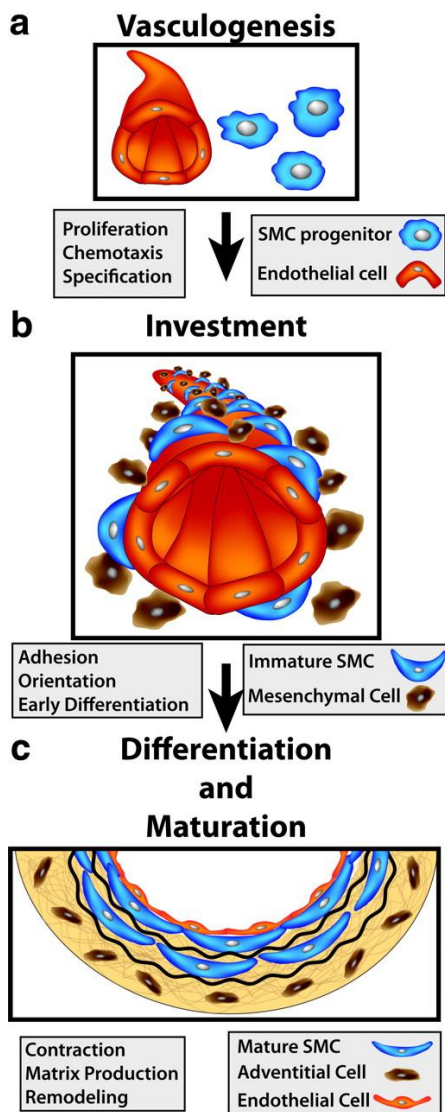 a
Vasculogenesis
Proliferation
Chemotaxis
Specification
SMC progenitor
Endothelial cell
b
Investment
Adhesion
Orientation
Early Differentiation
Immature SMC
Mesenchymal Cell
c
Differentiation
and
Maturation
Contraction
Matrix Production
Remodeling
Mature SMC
Adventitial Cell
Endothelial Cell